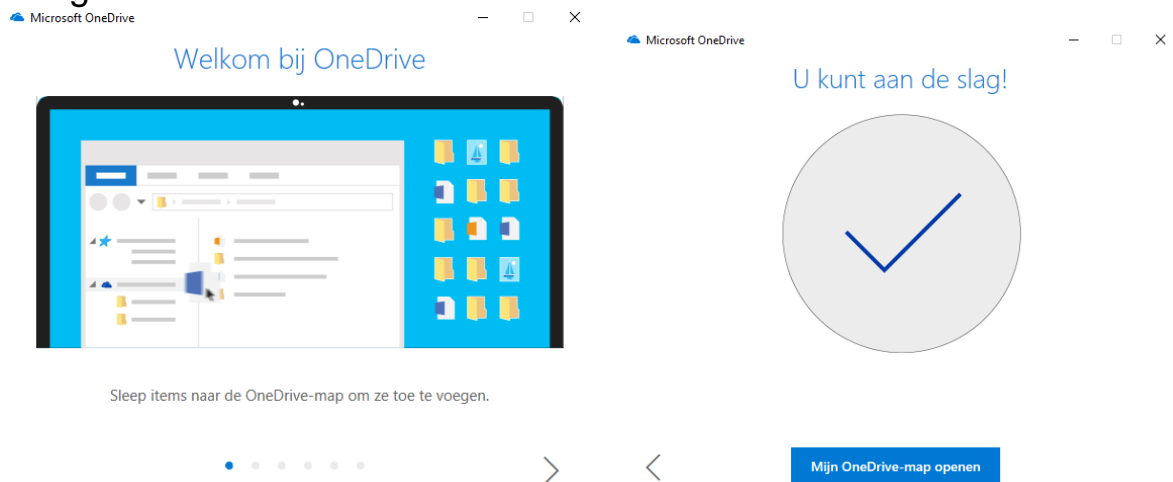 Microsoft OneDrive
Welkom bij OneDrive
Sleep items naar de OneDrive-map om ze toe te voegen.
Microsoft OneDrive
U kunt aan de slag!
Mijn OneDrive-map openen